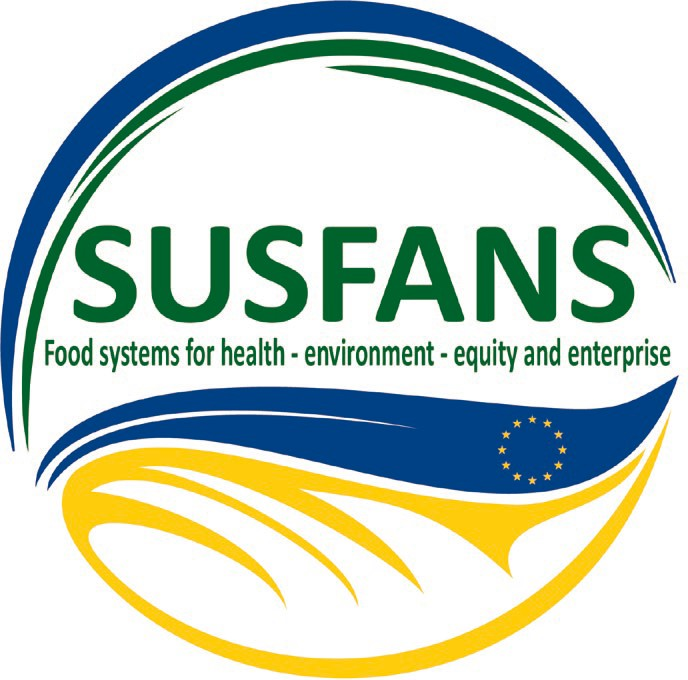 SUSFANS
Food systems for health - environment - equity and enterprise